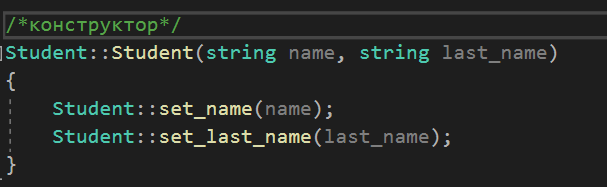 /*конструктор*/
Student::Student(string name, string last_name)
{
    Student::set_name(name);
    Student::set_last_name(last_name);
}